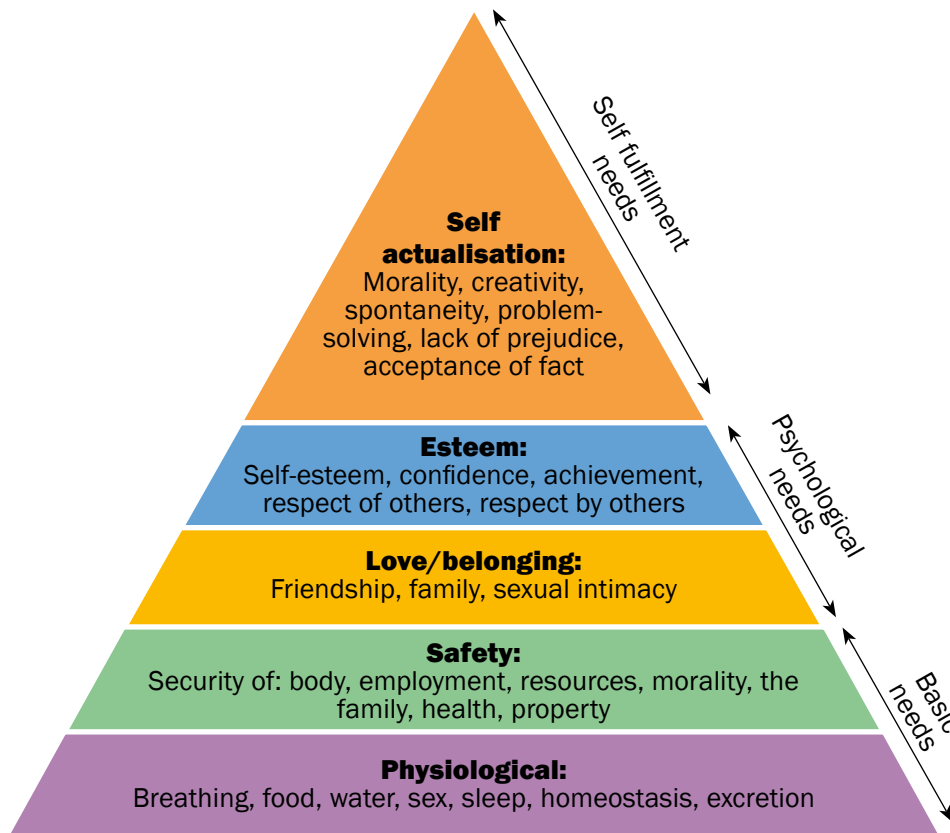 Self
actualisation:
Morality, creativity,
spontaneity, problem-
solving, lack of prejudice,
acceptance of fact
Esteem:
Self-esteem, confidence, achievement,
respect of others, respect by others
Love/belonging:
Friendship, family, sexual intimacy
Safety:
Security of: body, employment, resources, morality, the
family, health, property
Physiological:
Breathing, food, water, sex, sleep, homeostasis, excretion
Self fulfillment
needs
Psychological
needs
Basic
needs